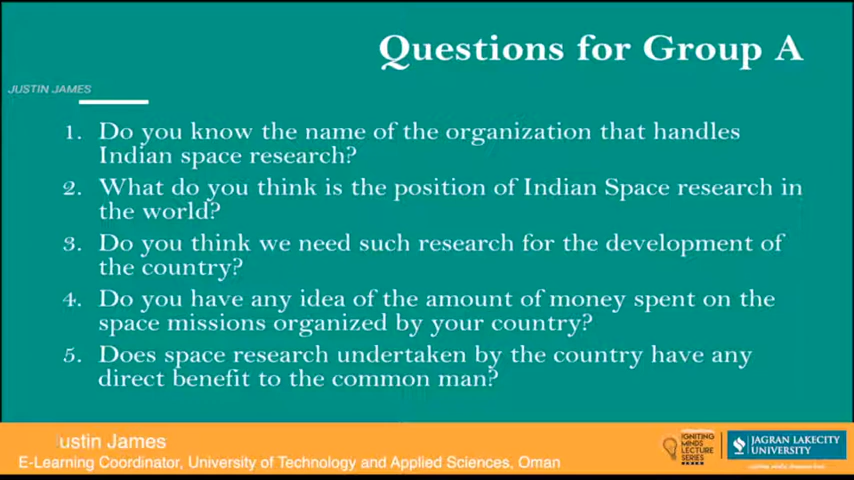 Questions for Group A
JUSTIN JAMES
1. Do you know the name of the organization that handles
Indian space research?
2. What do you think is the position of Indian Space research in
the world?
3. Do you think we need such research for the development of
the country?
4. Do you have any idea of the amount of money spent on the
space missions organized by your country?
5. Does space research undertaken by the country have any
direct benefit to the common man?
ustin James
E-Learning Coordinator, University of Technology and Applied Sciences, Oman
IGNITING
MINDS
LECTURE
SERIES
JAGRAN LAKECITY
UNIVERSITY